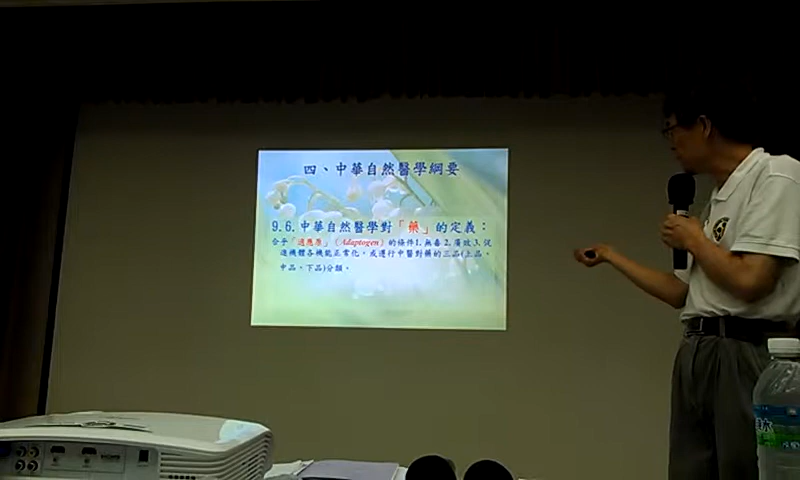 四、中華自然醫學綱要
9.6.中華自然醫學對「藥」的定義：
合乎「適應原」(Adaptogen)的條件1.無毒2.廣效3.促
進機體各機能正常化，或遵行中醫對藥的三品(上品，
中品，下品)分類。